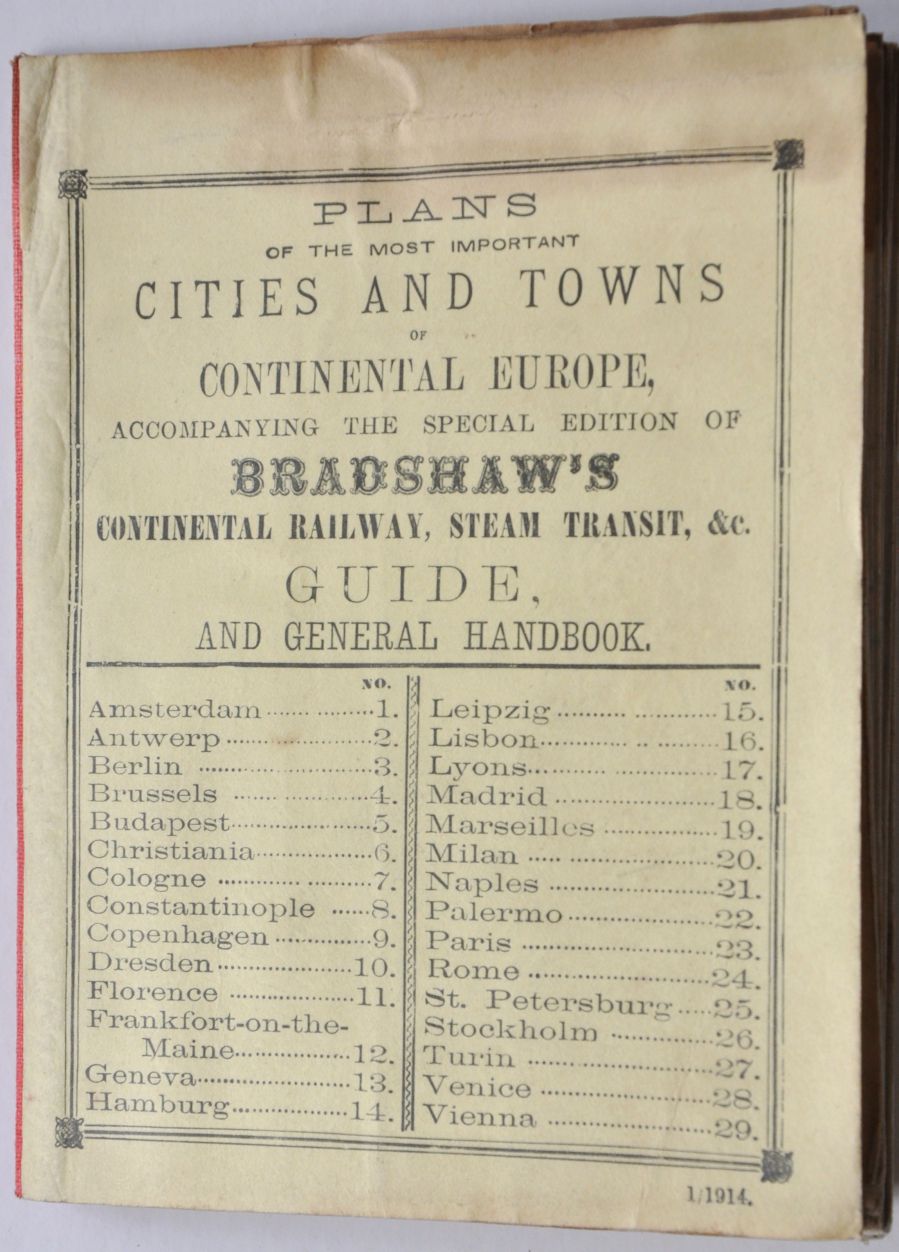 PLANS
OF THE MOST IMPORTANT
CITIES AND TOWNS
OF
CONTINENTAL EUROPE,
ACCOMPANYING THE SPECIAL EDITION OF
BRADSHAW'S
CONTINENTAL RAILWAY, STEAM TRANSIT, &c.
GUIDE,
AND GENERAL HANDBOOK.
NO.
Amsterdam 1.
Antwerp 2.
Berlin 3.
Brussels 4.
Budapest 5.
Christiania 6.
Cologne 7.
Constantinople 8.
Copenhagen 9.
Dresden 10.
Florence 11.
Frankfort-on-the-
Maine 12.
Geneva 13.
Hamburg 14.
NO.
Leipzig 15.
Lisbon 16.
Lyons 17.
Madrid 18.
Marseilles 19.
Milan 20.
Naples 21.
Palermo 22.
Paris 23.
Rome 24.
St. Petersburg 25.
Stockholm 26.
Turin 27.
Venice 28.
Vienna 29.
1/1914.